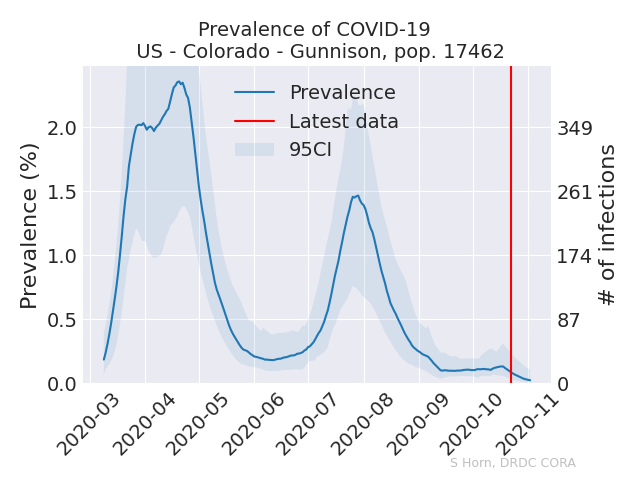 Prevalence of COVID-19
US - Colorado - Gunnison, pop. 17462
Prevalence
Latest data
95CI
Prevalence (%)
2.0
1.5
1.0
0.5
0.0
349
261
174
87
0
# of infections
2020-03
2020-04
2020-05
2020-06
2020-07
2020-08
2020-09
2020-10
2020-11
S Horn, DRDC CORA